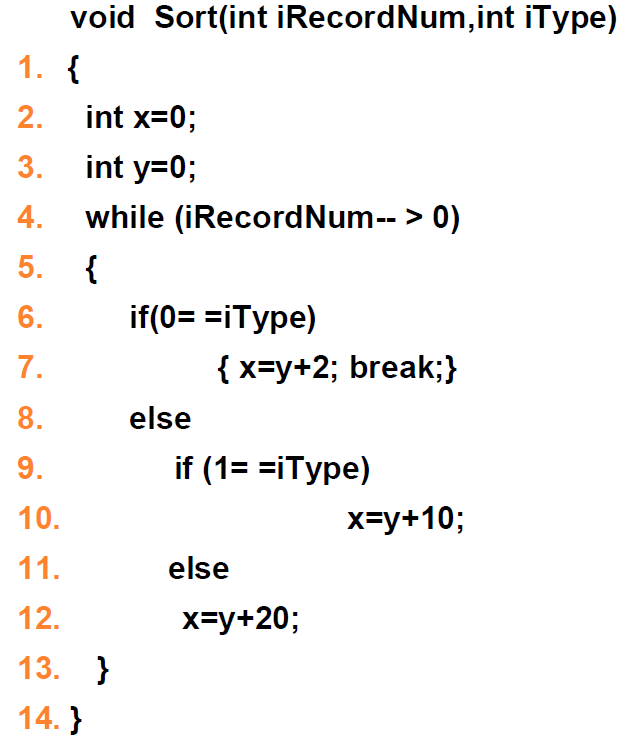 void Sort(int iRecordNum,int iType)
1. {
2. int x=0;
3. int y=0;
4. while (iRecordNum-- > 0)
5. {
6. if(0= =iType)
7. { x=y+2; break;}
8. else
9. if (1= =iType)
10. x=y+10;
11. else
12. x=y+20;
13. }
14. }